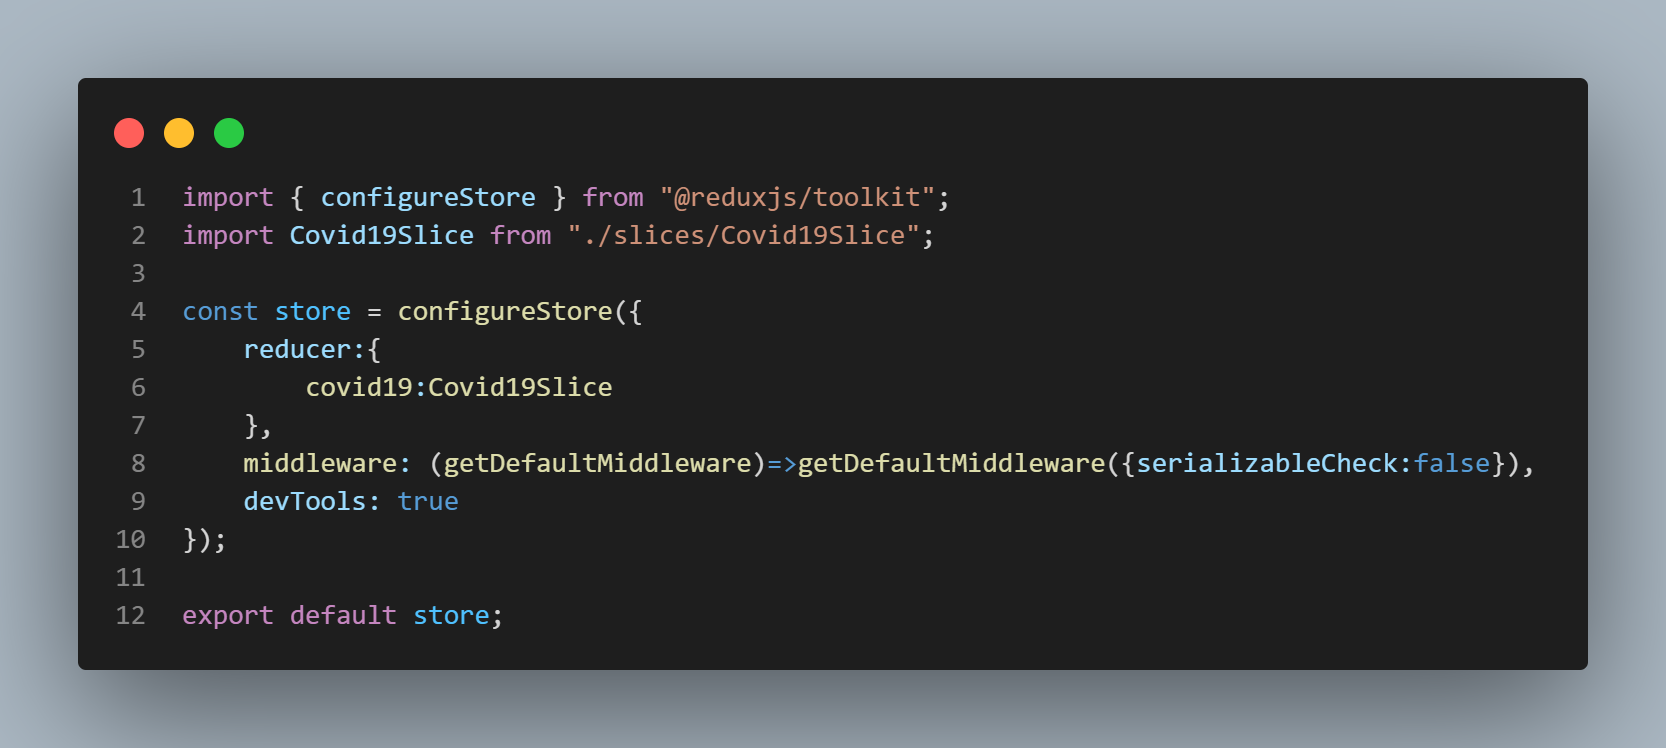 1 import { configureStore } from "@reduxjs/toolkit";
2 import Covid19Slice from "./slices/Covid19Slice";
3
4 const store = configureStore({
5     reducer:{
6         covid19:Covid19Slice
7     },
8     middleware: (getDefaultMiddleware)=>getDefaultMiddleware({serializableCheck:false}),
9     devTools: true
10 });
11
12 export default store;